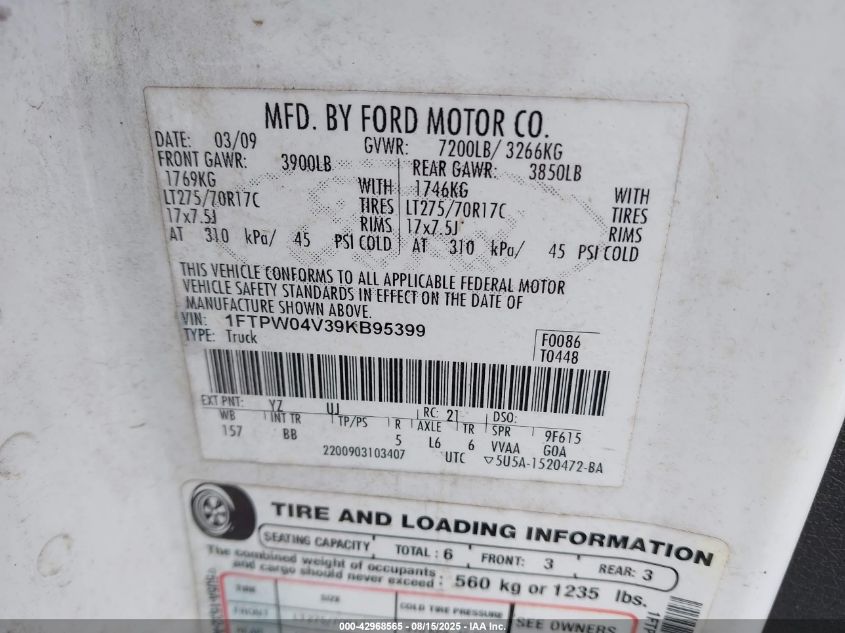 MFD. BY FORD MOTOR CO.
DATE: 03/09 GVWR: 7200LB/ 3266KG
FRONT GAWR: 3900LB REAR GAWR: 3850LB
1769KG WITH 1746KG WITH
LT275/70R17C TIRES LT275/70R17C TIRES
17x7.5J RIMS 17x7.5J RIMS
AT 310 kPa/ 45 PSI COLD AT 310 kPa/ 45 PSI COLD
THIS VEHICLE CONFORMS TO ALL APPLICABLE FEDERAL MOTOR
VEHICLE SAFETY STANDARDS IN EFFECT ON THE DATE OF
MANUFACTURE SHOWN ABOVE.
VIN: 1FTPW04V39KB95399
TYPE: Truck
F0086
T0448
EXT PNT: YZ UJ RC: 21 DSO:
WB INT TR TP/PS R AXLE TR SPR 9F615
157 BB 5 L6 6 VVAA GOA
2200903103407 UTC ▽5U5A-1520472-BA
TIRE AND LOADING INFORMATION
SEATING CAPACITY TOTAL : 6 FRONT: 3 REAR: 3
The combined weight of occupants
and cargo should never exceed : 560 kg or 1235 lbs.
TIRE SIZE COLD TIRE PRESSURE SEE OWNERS
FRONT LT275/
000-42968565 - 08/15/2025 - IAA Inc.